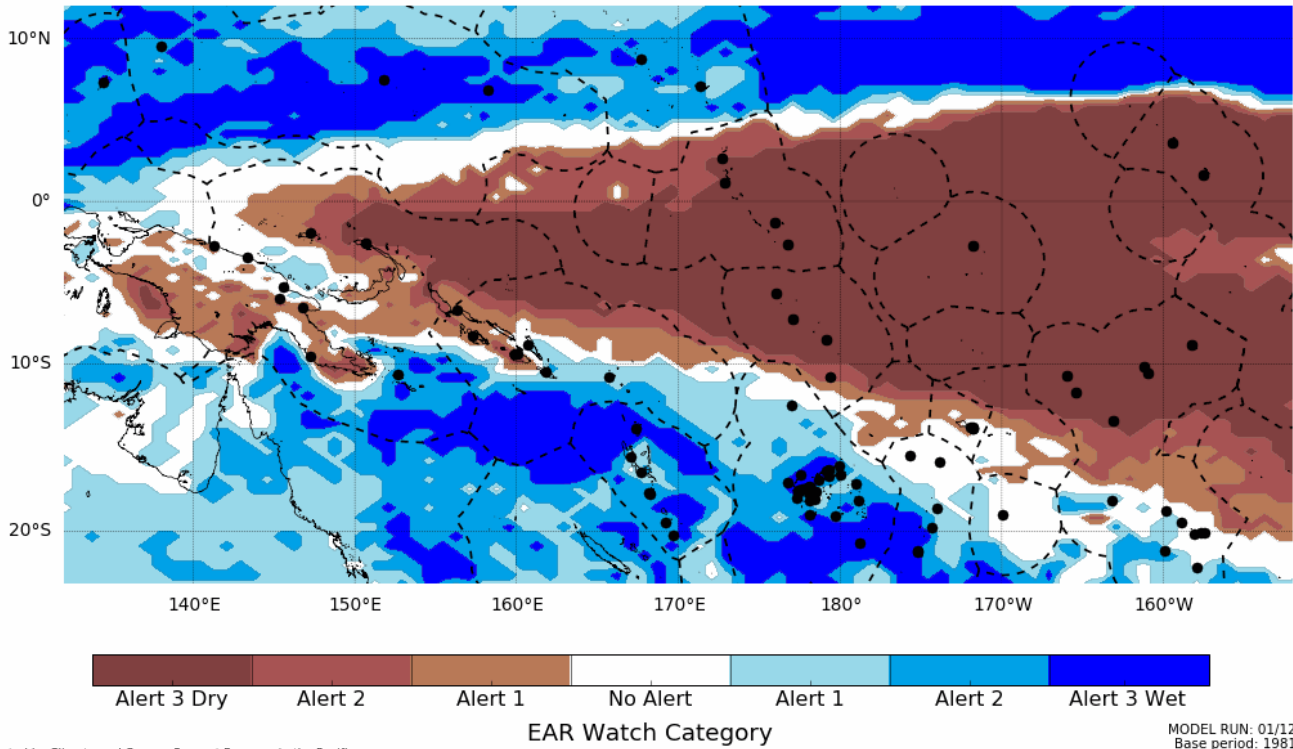 10°N
0°
10°S
20°S
140°E 150°E 160°E 170°E 180° 170°W 160°W
Alert 3 Dry Alert 2 Alert 1 No Alert Alert 1 Alert 2 Alert 3 Wet
EAR Watch Category
MODEL RUN: 01/12
Base period: 1981